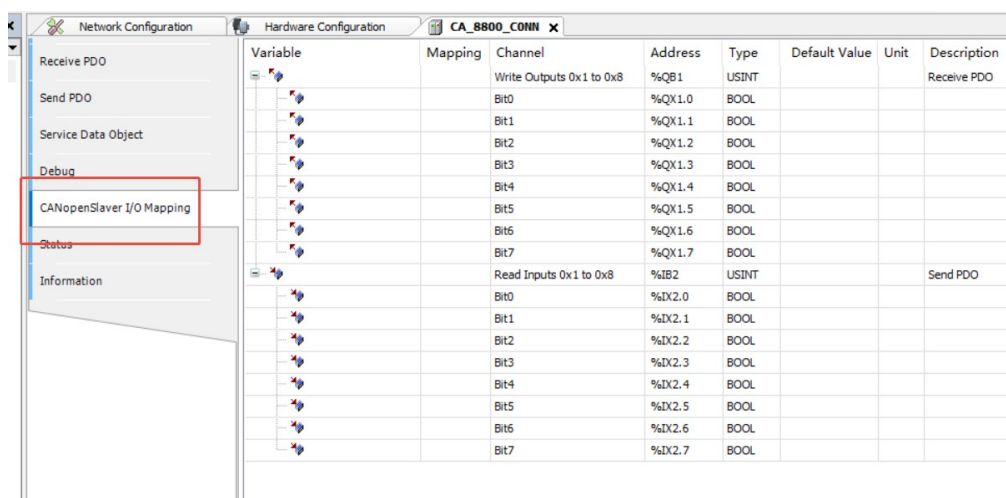 Network Configuration Hardware Configuration CA_8800_CONN X
Receive PDO
Send PDO
Service Data Object
Debug
CANopenSlaver I/O Mapping
Status
Information
Variable Mapping Channel Address Type Default Value Unit Description
Write Outputs 0x1 to 0x8 %QB1 USINT Receive PDO
Bit0 %QX1.0 BOOL
Bit1 %QX1.1 BOOL
Bit2 %QX1.2 BOOL
Bit3 %QX1.3 BOOL
Bit4 %QX1.4 BOOL
Bit5 %QX1.5 BOOL
Bit6 %QX1.6 BOOL
Bit7 %QX1.7 BOOL
Read Inputs 0x1 to 0x8 %IB2 USINT Send PDO
Bit0 %IX2.0 BOOL
Bit1 %IX2.1 BOOL
Bit2 %IX2.2 BOOL
Bit3 %IX2.3 BOOL
Bit4 %IX2.4 BOOL
Bit5 %IX2.5 BOOL
Bit6 %IX2.6 BOOL
Bit7 %IX2.7 BOOL